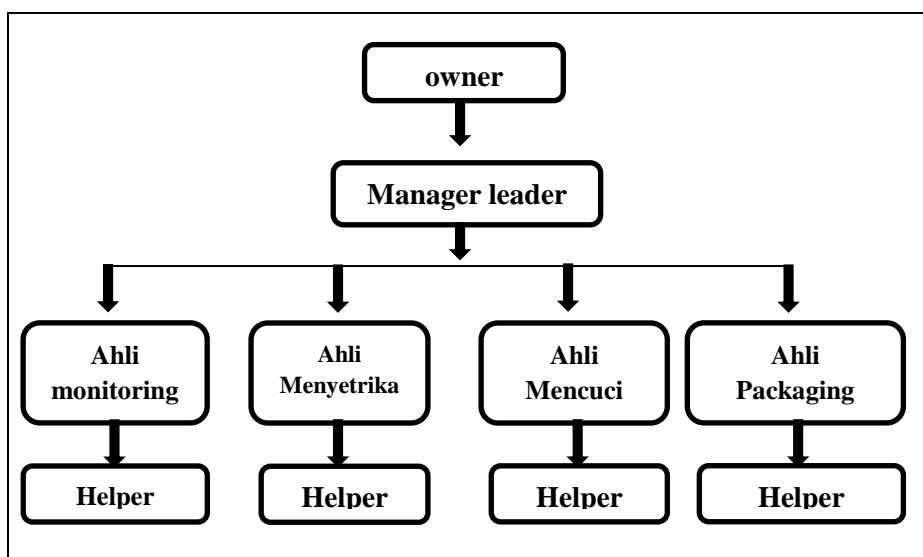 owner
Manager leader
Ahli
monitoring
Ahli
Menyetrika
Ahli
Mencuci
Ahli
Packaging
Helper
Helper
Helper
Helper